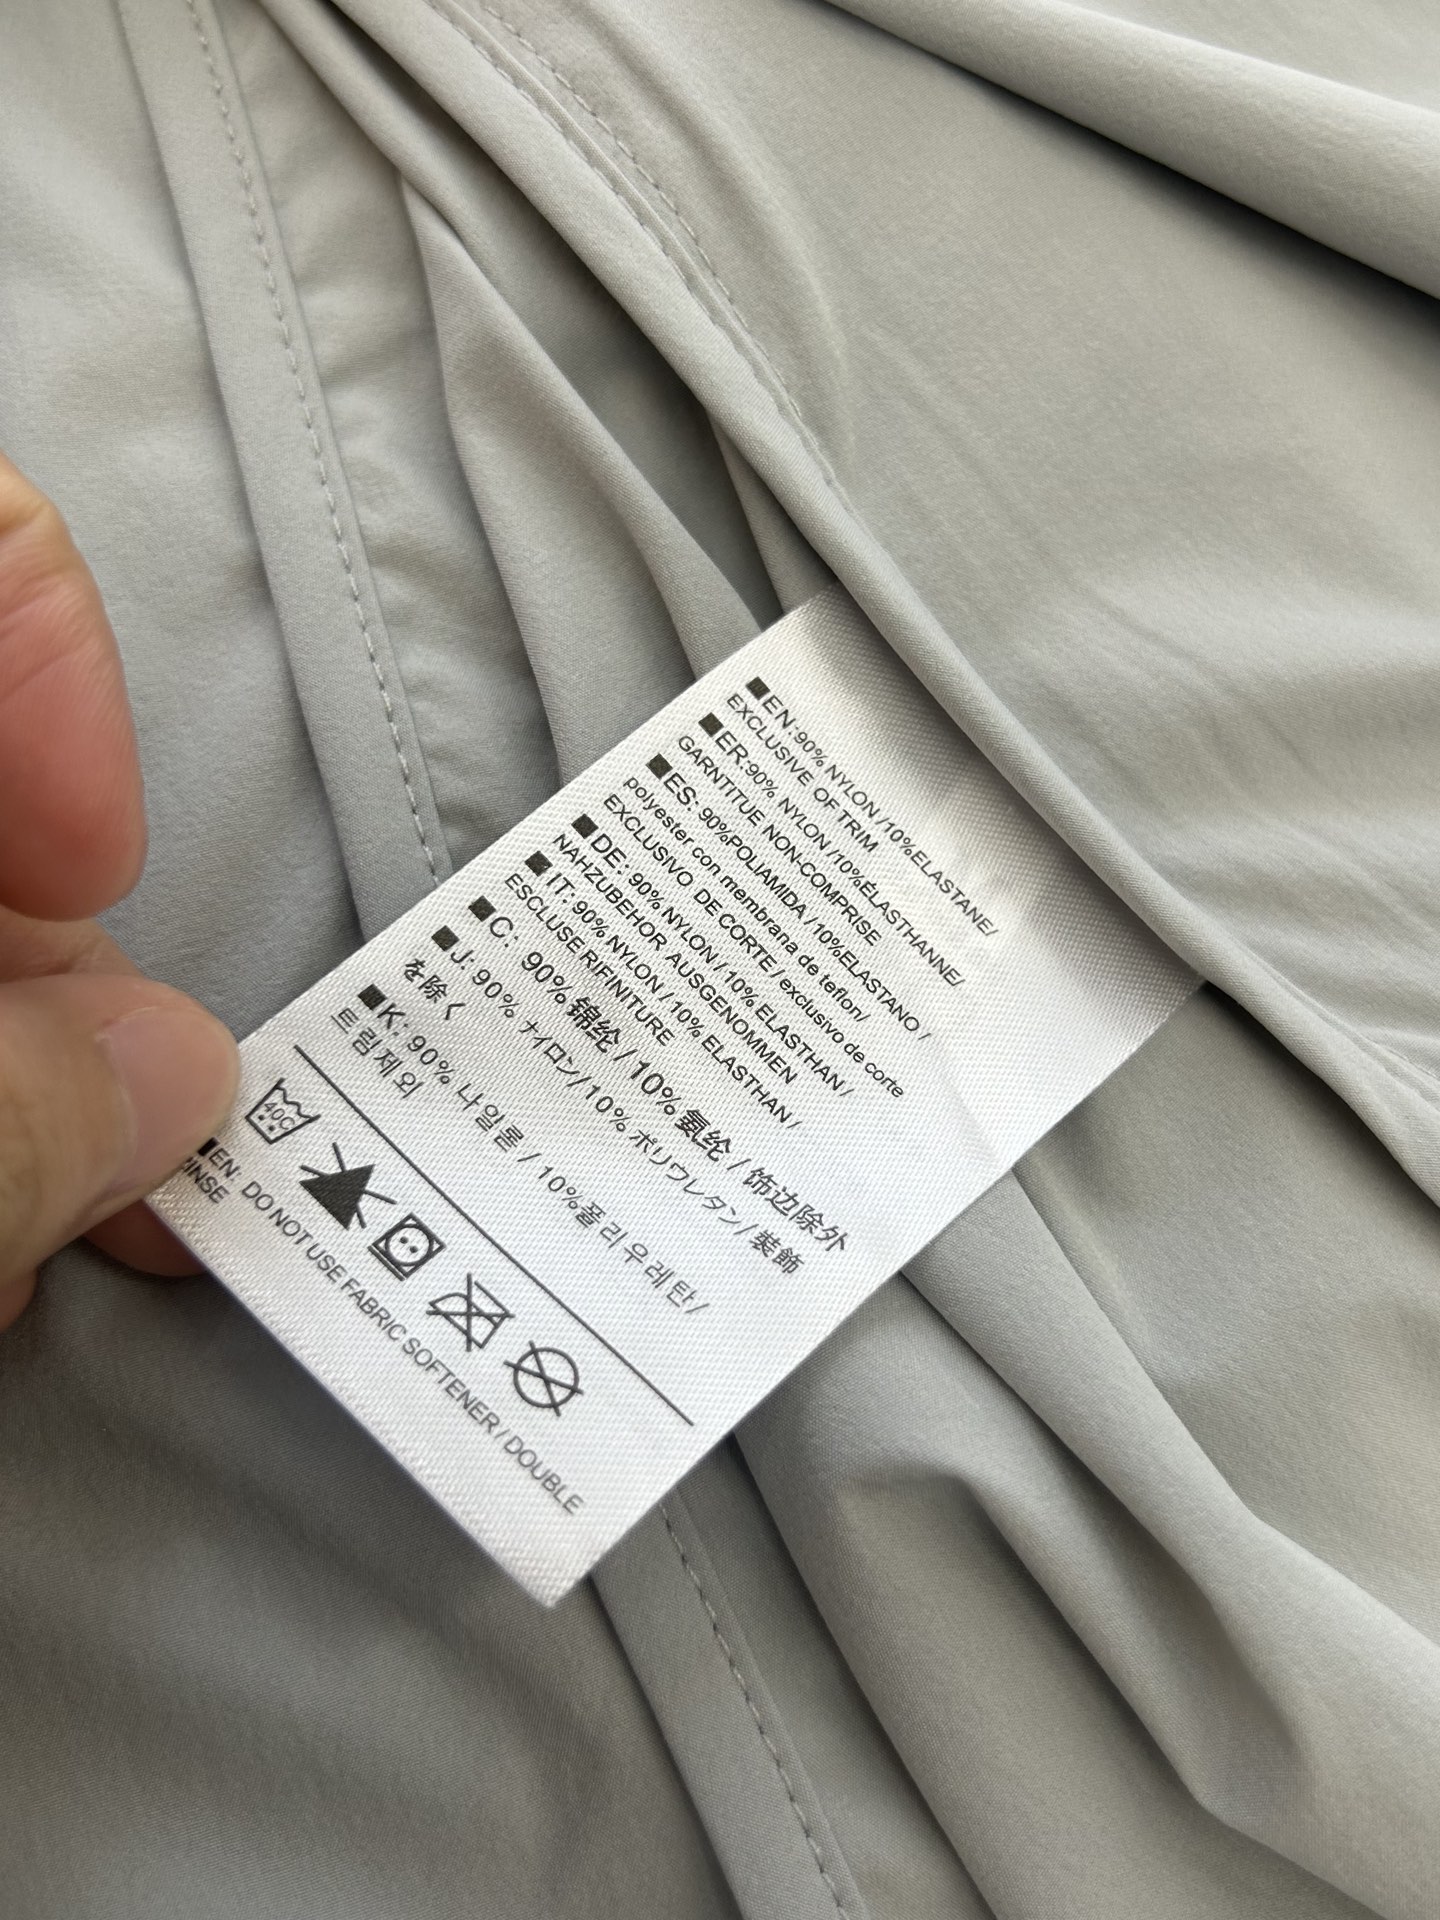 ■EN:90% NYLON /10%ELASTANE/
EXCLUSIVE OF TRIM
■ER:90% NYLON /10%ÉLASTHANNE/
GARNTITUE NON-COMPRISE
■ES: 90%POLIAMIDA / 10%ELASTANO /
polyester con membrana de teflon/
EXCLUSIVO DE CORTE / exclusivo de corte
■DE: 90% NYLON / 10% ELASTHAN /
NAHZUBEHOR AUSGENOMMEN
■IT: 90% NYLON / 10% ELASTHAN /
ESCLUSE RIFINITURE
■C: 90%锦纶 / 10% 氨纶 / 饰边除外
■J: 90% ナイロン/ 10% ポリウレタン/ 裝飾
を除く
■K: 90% 나일론 / 10%폴리우레탄/
트림제외
40C
■EN: DO NOT USE FABRIC SOFTENER / DOUBLE
RINSE